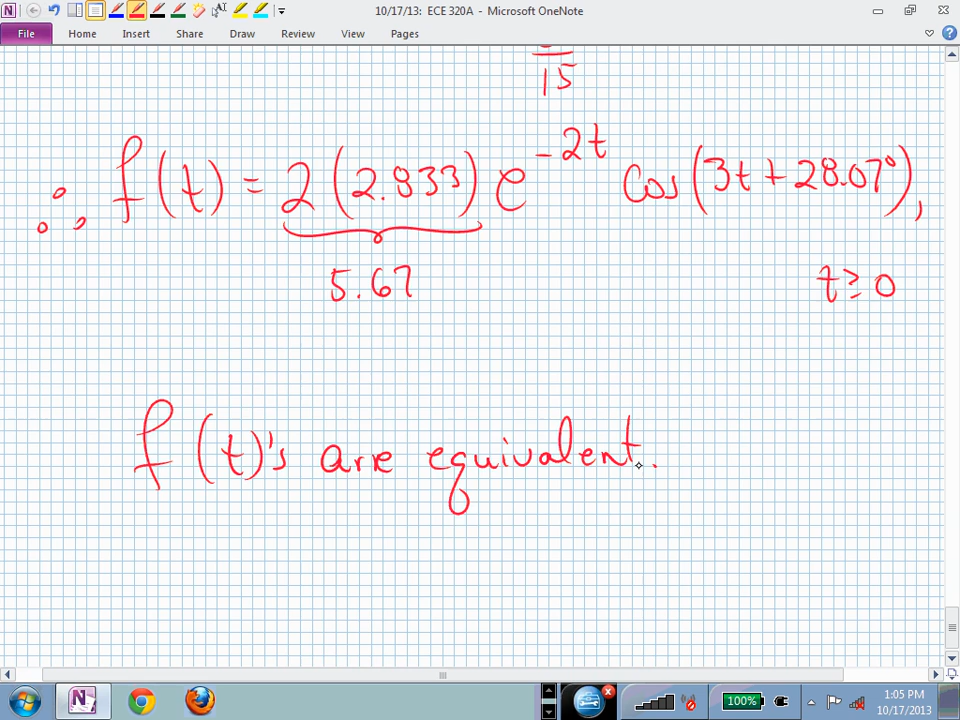 10/17/13: ECE 320A - Microsoft OneNote
File Home Insert Share Draw Review View Pages
15
∴ f(t) = 2(2.833)e^{-2t} cos(3t + 28.07°),
5.67 t ≥ 0
f(t)'s are equivalent.
100% 1:05 PM
10/17/2013